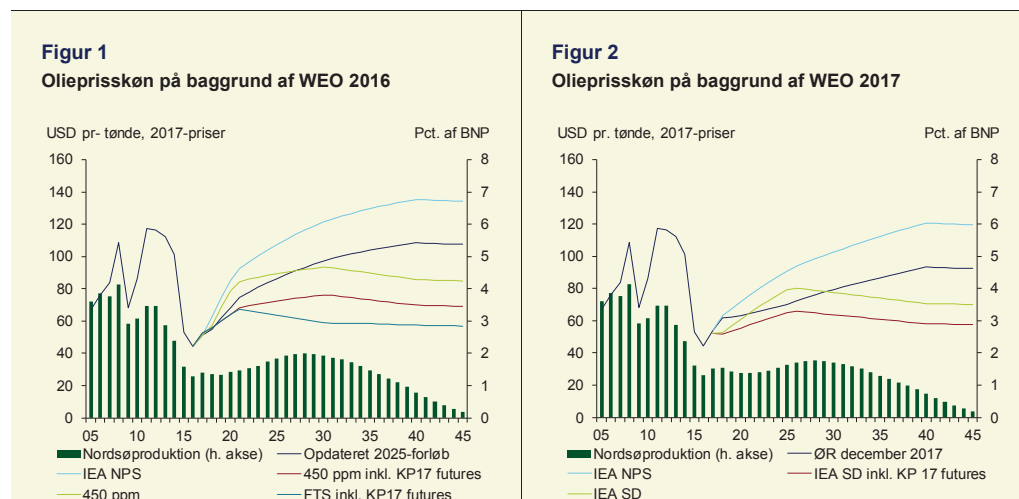 Figur 1
Olieprisskøn på baggrund af WEO 2016
USD pr- tønde, 2017-priser
Pct. af BNP
160
140
120
100
80
60
40
20
0
8
7
6
5
4
3
2
1
0
05 10 15 20 25 30 35 40 45
Nordsøproduktion (h. akse)
Opdateret 2025-forløb
IEA NPS
450 ppm inkl. KP17 futures
450 ppm
FTS inkl. KP17 futures
Figur 2
Olieprisskøn på baggrund af WEO 2017
USD pr. tønde, 2017-priser
Pct. af BNP
160
140
120
100
80
60
40
20
0
8
7
6
5
4
3
2
1
0
05 10 15 20 25 30 35 40 45
Nordsøproduktion (h. akse)
ØR december 2017
IEA NPS
IEA SD inkl. KP 17 futures
IEA SD